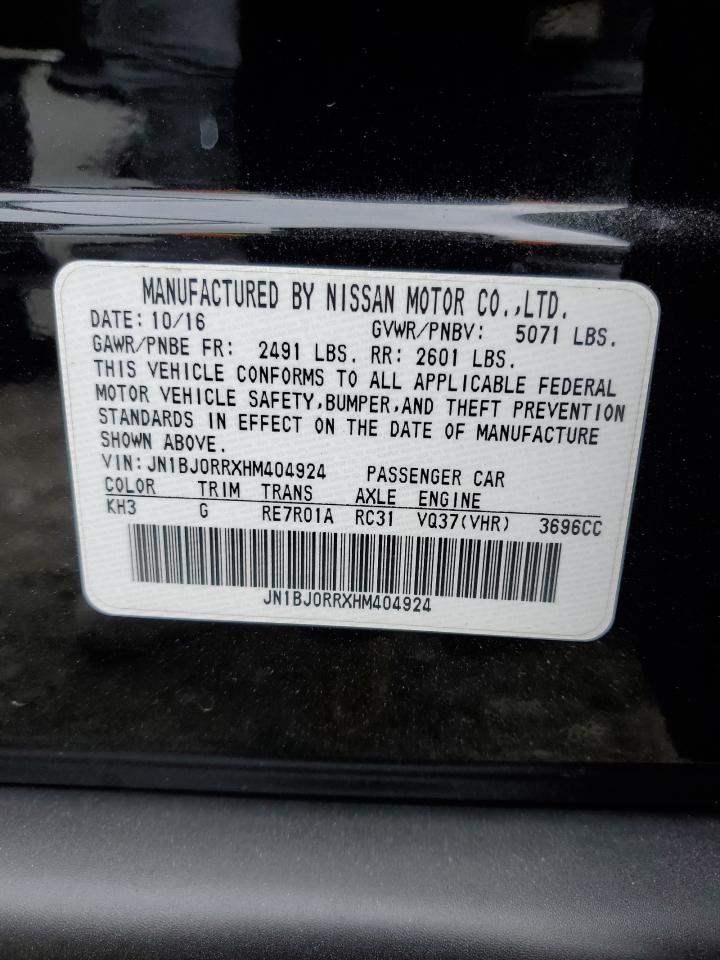 MANUFACTURED BY NISSAN MOTOR CO.,LTD.
DATE: 10/16 GVWR/PNBV: 5071 LBS.
GAWR/PNBE FR: 2491 LBS. RR: 2601 LBS.
THIS VEHICLE CONFORMS TO ALL APPLICABLE FEDERAL
MOTOR VEHICLE SAFETY,BUMPER,AND THEFT PREVENTION
STANDARDS IN EFFECT ON THE DATE OF MANUFACTURE
SHOWN ABOVE.
VIN: JN1BJ0RRXHM404924 PASSENGER CAR
COLOR TRIM TRANS AXLE ENGINE
KH3 G RE7R01A RC31 VQ37(VHR) 3696CC
JN1BJ0RRXHM404924